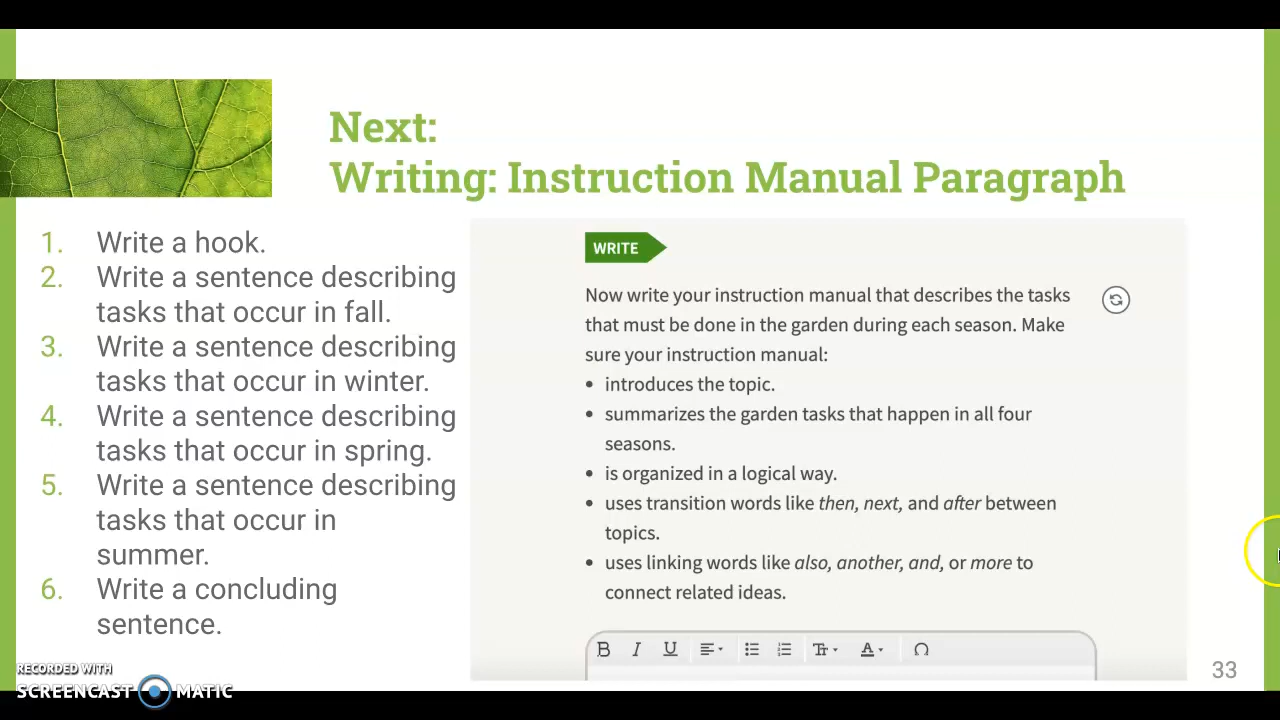 Next:
Writing: Instruction Manual Paragraph
1. Write a hook.
2. Write a sentence describing
tasks that occur in fall.
3. Write a sentence describing
tasks that occur in winter.
4. Write a sentence describing
tasks that occur in spring.
5. Write a sentence describing
tasks that occur in
summer.
6. Write a concluding
sentence.
WRITE
Now write your instruction manual that describes the tasks
that must be done in the garden during each season. Make
sure your instruction manual:
• introduces the topic.
• summarizes the garden tasks that happen in all four
seasons.
• is organized in a logical way.
• uses transition words like then, next, and after between
topics.
• uses linking words like also, another, and, or more to
connect related ideas.
B I U Tr A Ω
33
RECORDED WITH
SCREENCAST MATIC